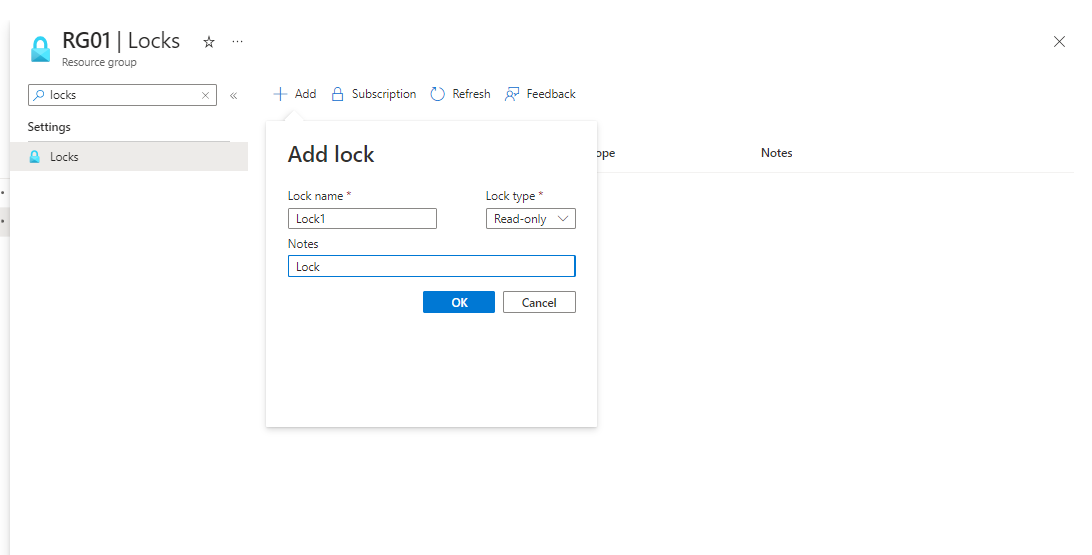 RG01 | Locks
Resource group
locks
Settings
Locks
Add Subscription Refresh Feedback
ope Notes
Add lock
Lock name * Lock type *
Lock1 Read-only
Notes
Lock
OK Cancel